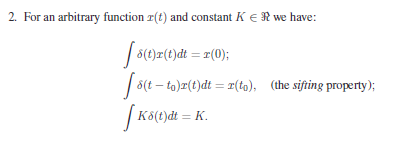 2. For an arbitrary function x(t) and constant K ∈ ℜ we have:
∫ δ(t)x(t)dt = x(0);
∫ δ(t − t₀)x(t)dt = x(t₀), (the sifting property);
∫ Kδ(t)dt = K.